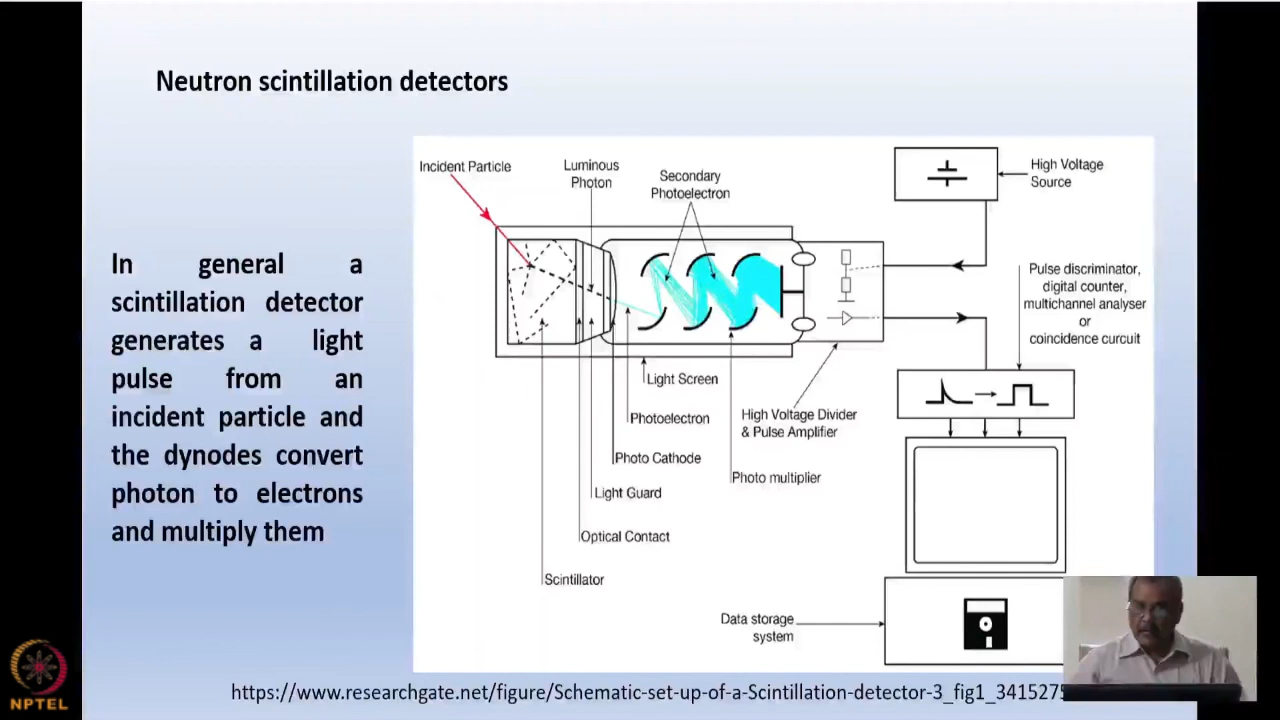 Neutron scintillation detectors
In general a
scintillation detector
generates a light
pulse from an
incident particle and
the dynodes convert
photon to electrons
and multiply them
Incident Particle
Luminous
Photon
Secondary
Photoelectron
High Voltage
Source
Pulse discriminator,
digital counter,
multichannel analyser
or
coincidence curcuit
Light Screen
Photoelectron
High Voltage Divider
& Pulse Amplifier
Photo Cathode
Photo multiplier
Light Guard
Optical Contact
Scintillator
Data storage
system
https://www.researchgate.net/figure/Schematic-set-up-of-a-Scintillation-detector-3_fig1_341527
NPTEL